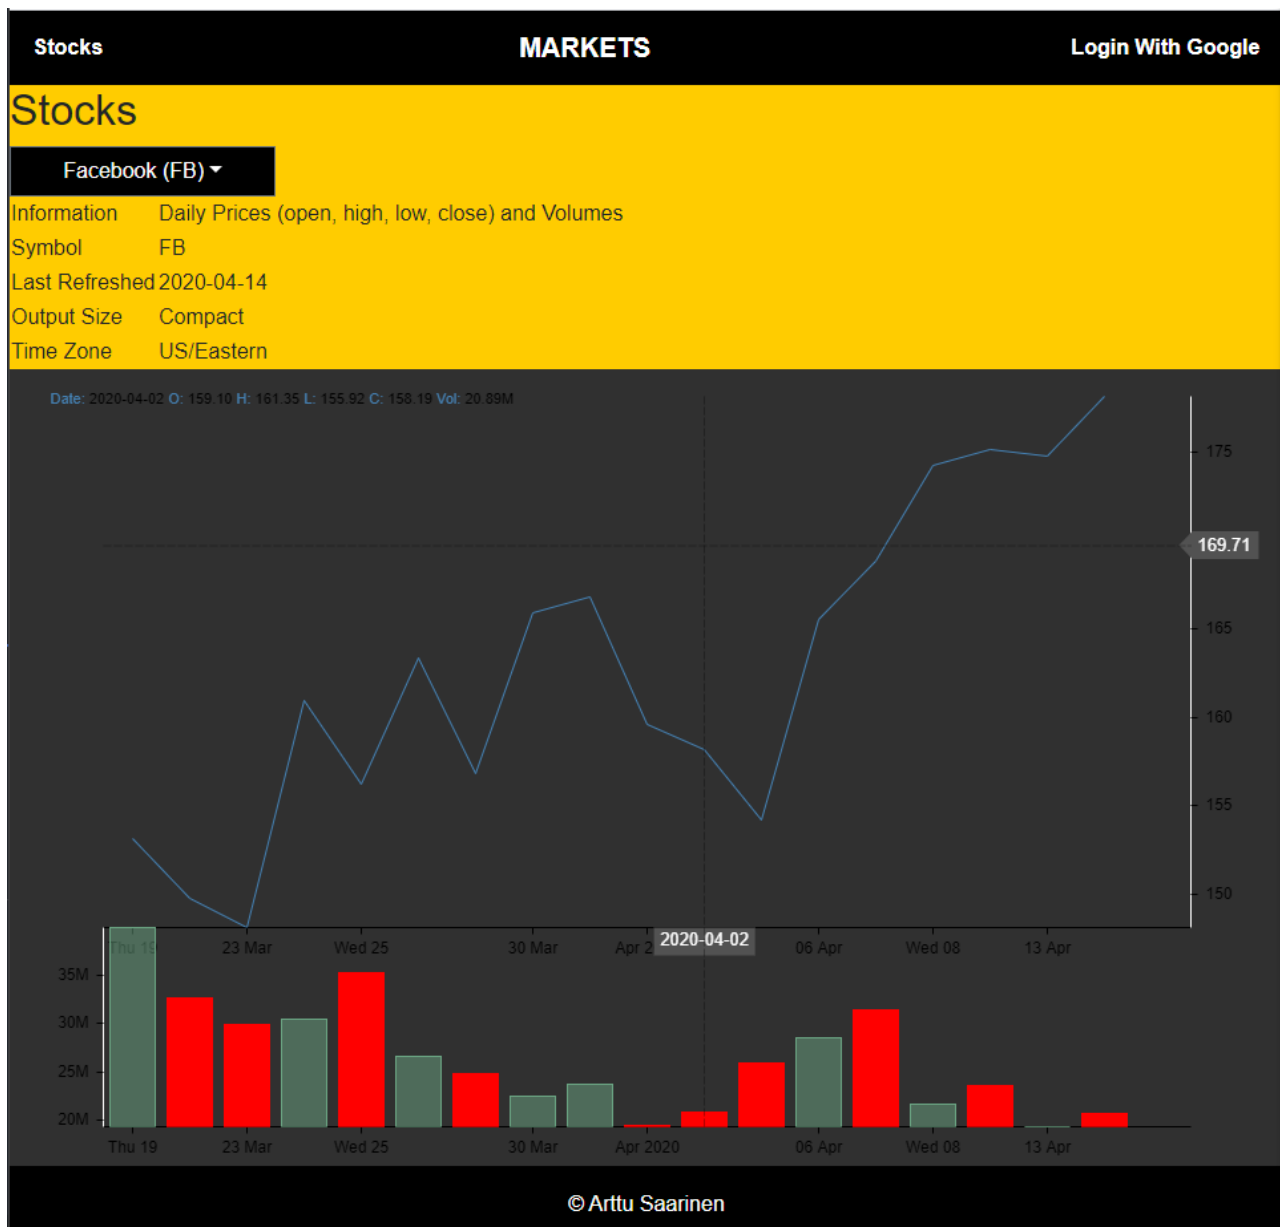 Stocks MARKETS Login With Google
Stocks
Facebook (FB)
Information Daily Prices (open, high, low, close) and Volumes
Symbol FB
Last Refreshed 2020-04-14
Output Size Compact
Time Zone US/Eastern
Date: 2020-04-02 O: 159.10 H: 161.35 L: 155.92 C: 158.19 Vol: 20.89M
175
169.71
165
160
155
150
Thu 19 23 Mar Wed 25 30 Mar Apr 2 2020-04-02 06 Apr Wed 08 13 Apr
35M
30M
25M
20M
Thu 19 23 Mar Wed 25 30 Mar Apr 2020 06 Apr Wed 08 13 Apr
© Arttu Saarinen